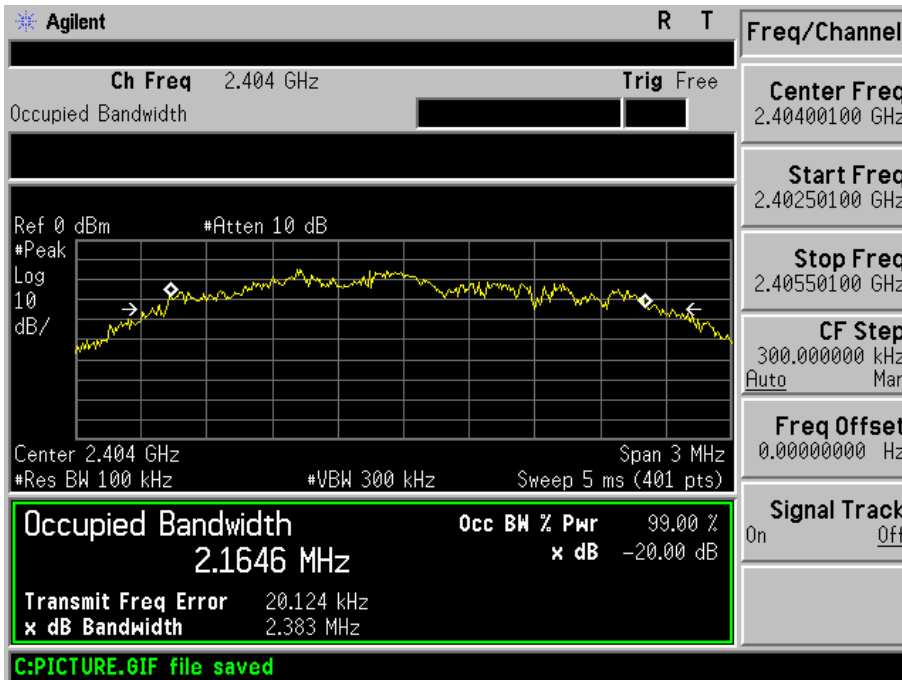 Agilent R T
Ch Freq 2.404 GHz Trig Free
Occupied Bandwidth
Ref 0 dBm #Atten 10 dB
#Peak
Log
10
dB/
Center 2.404 GHz Span 3 MHz
#Res BW 100 kHz #VBW 300 kHz Sweep 5 ms (401 pts)
Occupied Bandwidth Occ BW % Pwr 99.00 %
2.1646 MHz x dB -20.00 dB
Transmit Freq Error 20.124 kHz
x dB Bandwidth 2.383 MHz
C:PICTURE.GIF file saved
Freq/Channel
Center Freq
2.40400100 GHz
Start Freq
2.40250100 GHz
Stop Freq
2.40550100 GHz
CF Step
300.000000 kHz
Auto Man
Freq Offset
0.00000000 Hz
Signal Track
On Off